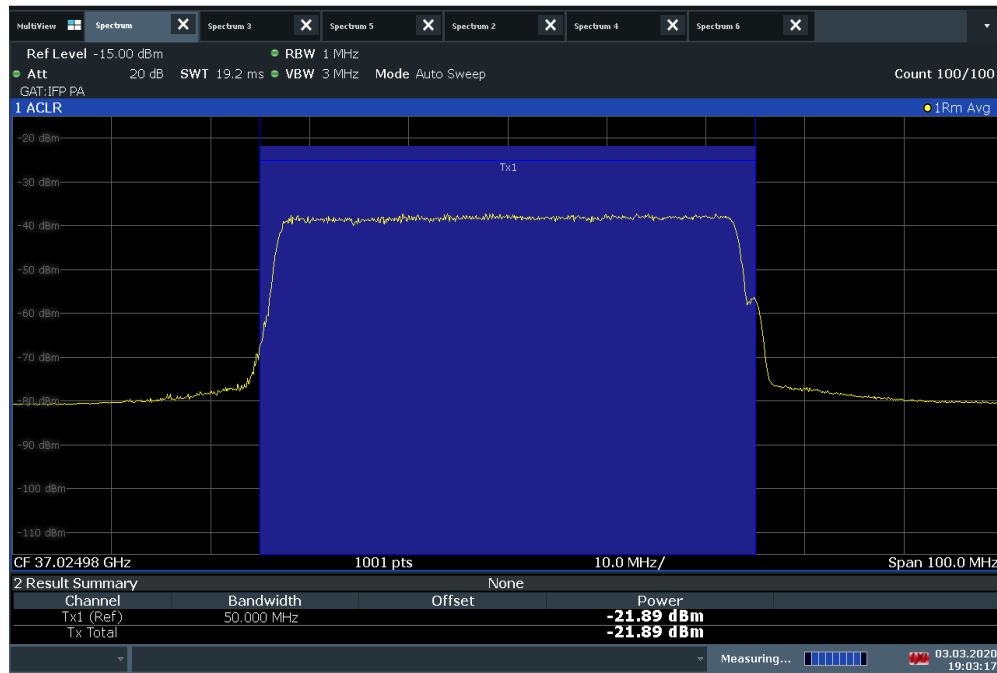 MultiView Spectrum Spectrum 3 Spectrum 5 Spectrum 2 Spectrum 4 Spectrum 6
Ref Level -15.00 dBm RBW 1 MHz
Att 20 dB SWT 19.2 ms VBW 3 MHz Mode Auto Sweep Count 100/100
GAT:IFP PA
1 ACLR 1Rm Avg
-20 dBm
Tx1
-30 dBm
-40 dBm
-50 dBm
-60 dBm
-70 dBm
-80 dBm
-90 dBm
-100 dBm
-110 dBm
CF 37.02498 GHz 1001 pts 10.0 MHz/ Span 100.0 MHz
2 Result Summary None
Channel Bandwidth Offset Power
Tx1 (Ref) 50.000 MHz -21.89 dBm
Tx Total -21.89 dBm
Measuring... 03.03.2020
19:03:17